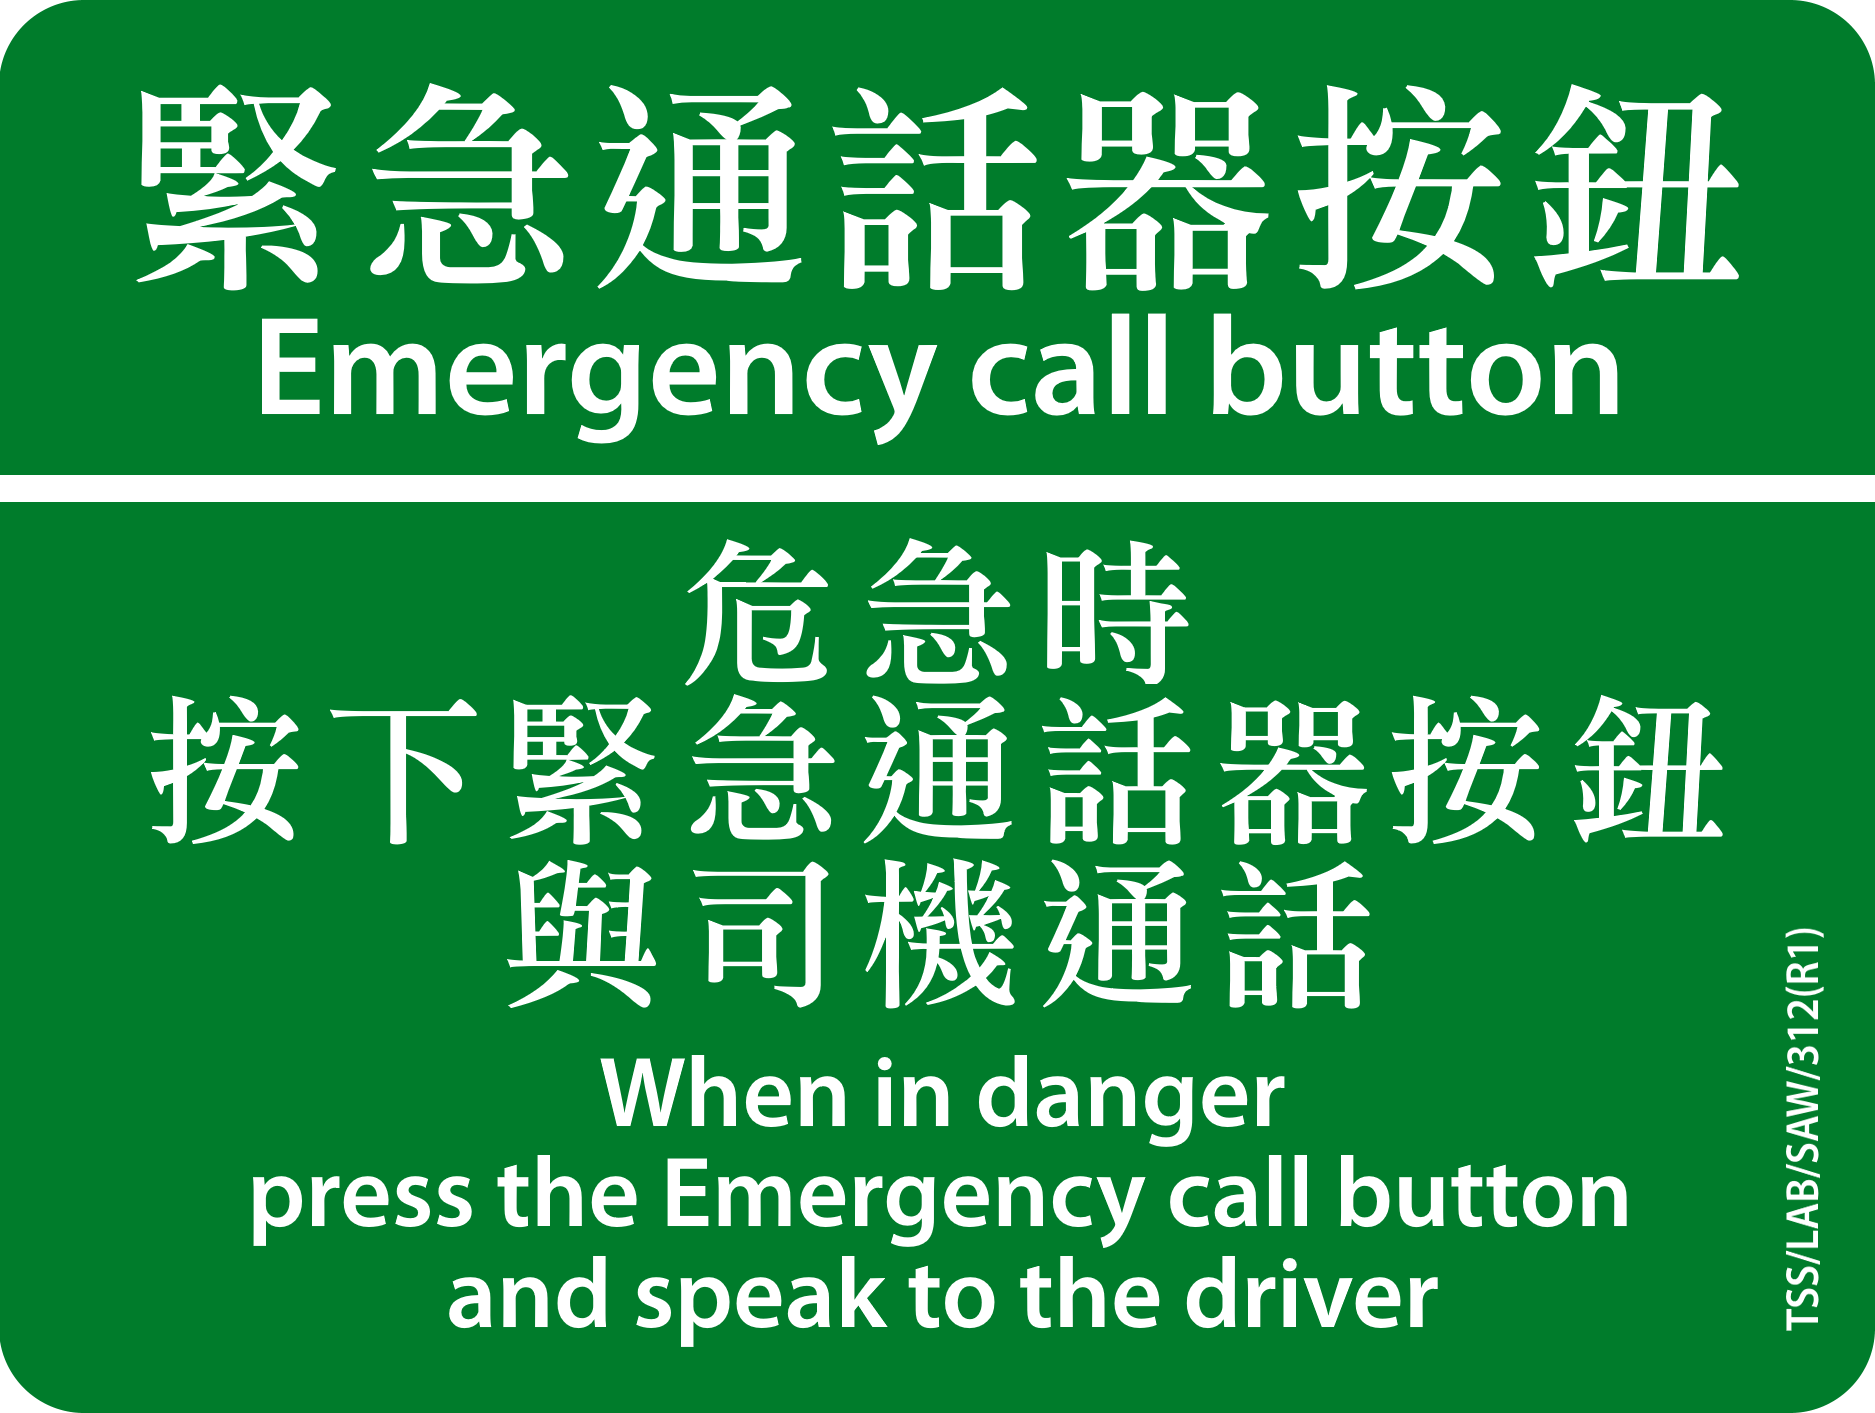 緊急通話器按鈕
Emergency call button
危急時
按下緊急通話器按鈕
與司機通話
When in danger
press the Emergency call button
and speak to the driver
TSS/LAB/SAW/312(R1)